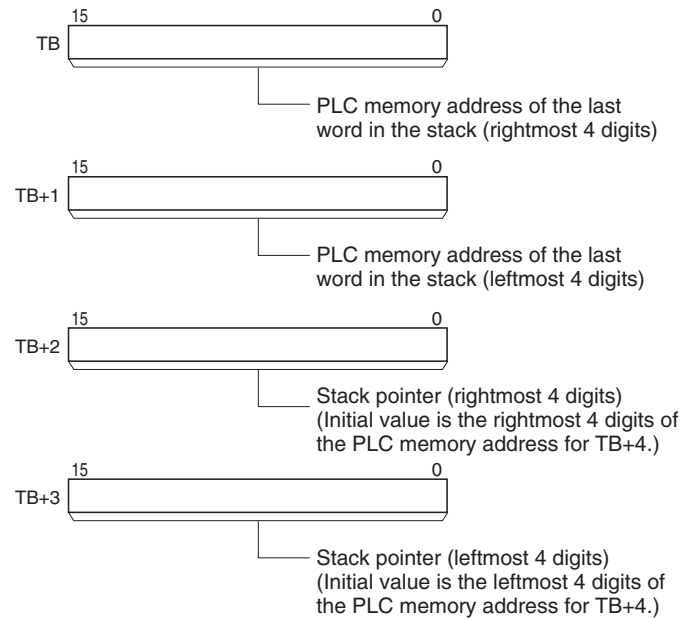 15 0
TB
PLC memory address of the last
word in the stack (rightmost 4 digits)
15 0
TB+1
PLC memory address of the last
word in the stack (leftmost 4 digits)
15 0
TB+2
Stack pointer (rightmost 4 digits)
(Initial value is the rightmost 4 digits of
the PLC memory address for TB+4.)
15 0
TB+3
Stack pointer (leftmost 4 digits)
(Initial value is the leftmost 4 digits of
the PLC memory address for TB+4.)